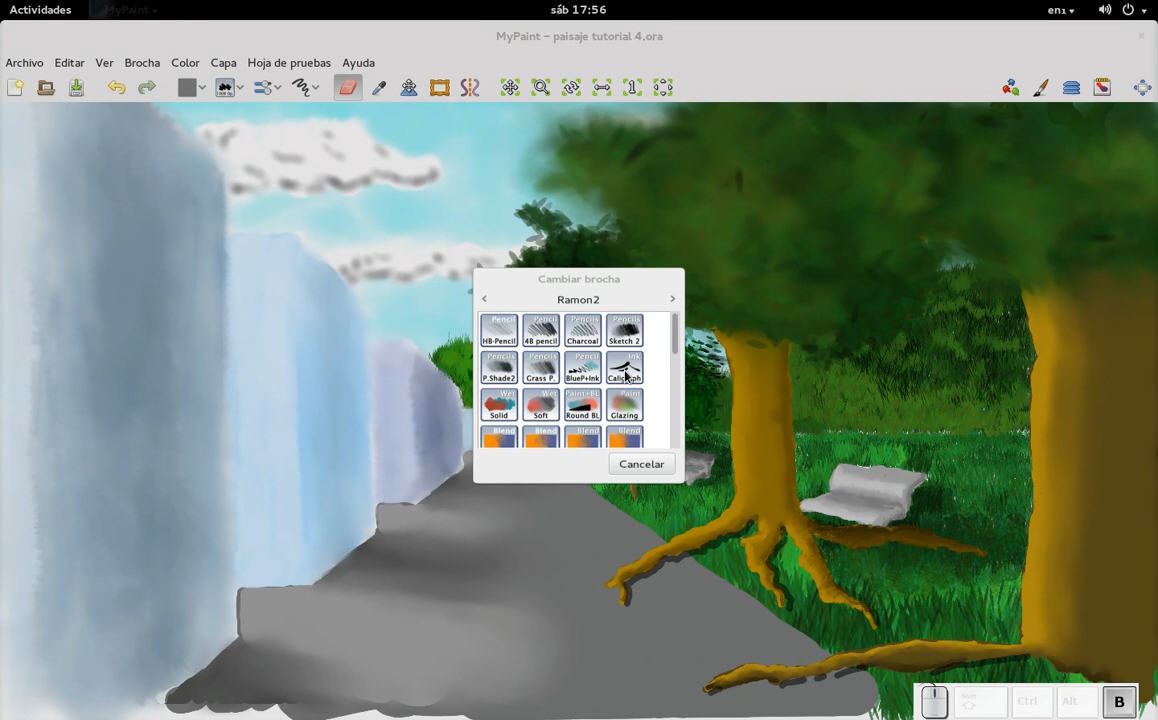 Actividades MyPaint sáb 17:56 en1
MyPaint – paisaje tutorial 4.ora
Archivo Editar Ver Brocha Color Capa Hoja de pruebas Ayuda
Cambiar brocha
Ramon2
Pencil Pencil Pencils Pencils
HB-Pencil 4B pencil Charcoal Sketch 2
Pencils Pencils Pencil Ink
P.Shade2 Grass P. BlueP+Ink
Wet Wet Paint+BL Paint
Solid Soft Round BL Glazing
Blend Blend Blend Blend
Cancelar
Ctrl Alt B